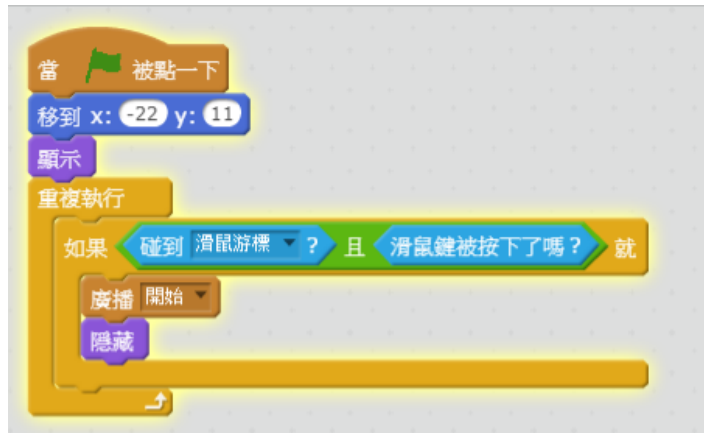 當 被點一下
移到 x: -22 y: 11
顯示
重複執行
如果 碰到 滑鼠游標 ? 且 滑鼠鍵被按下了嗎? 就
廣播 開始
隱藏